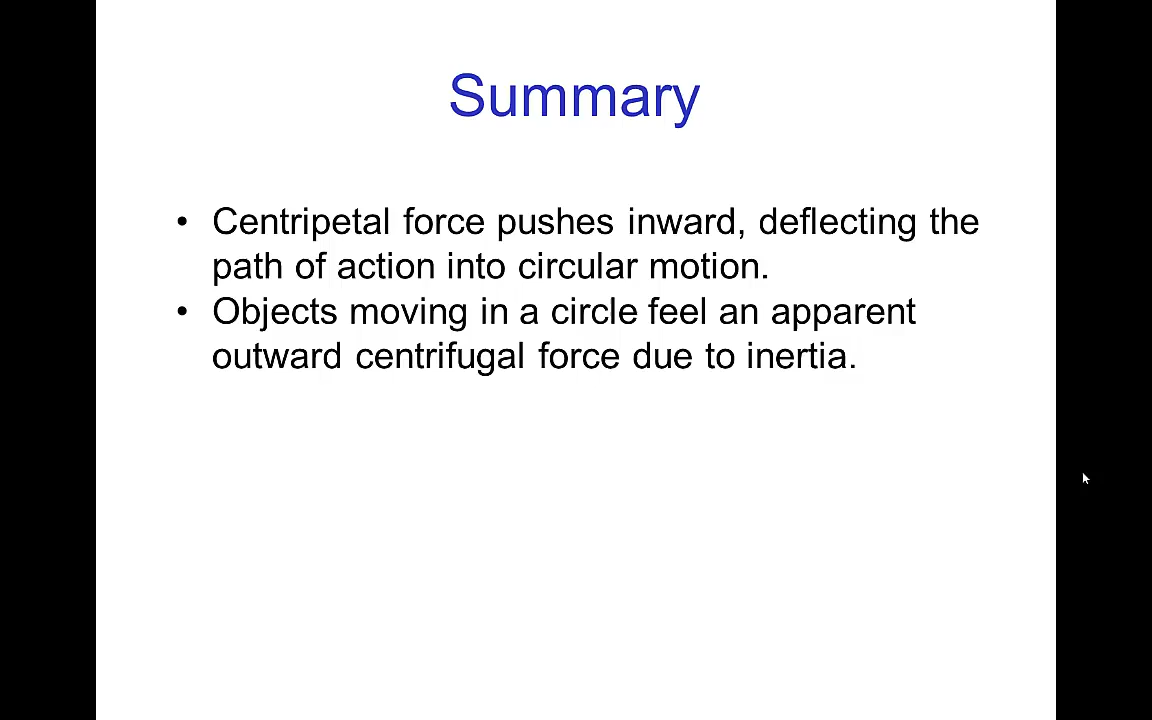 Summary
• Centripetal force pushes inward, deflecting the
path of action into circular motion.
• Objects moving in a circle feel an apparent
outward centrifugal force due to inertia.